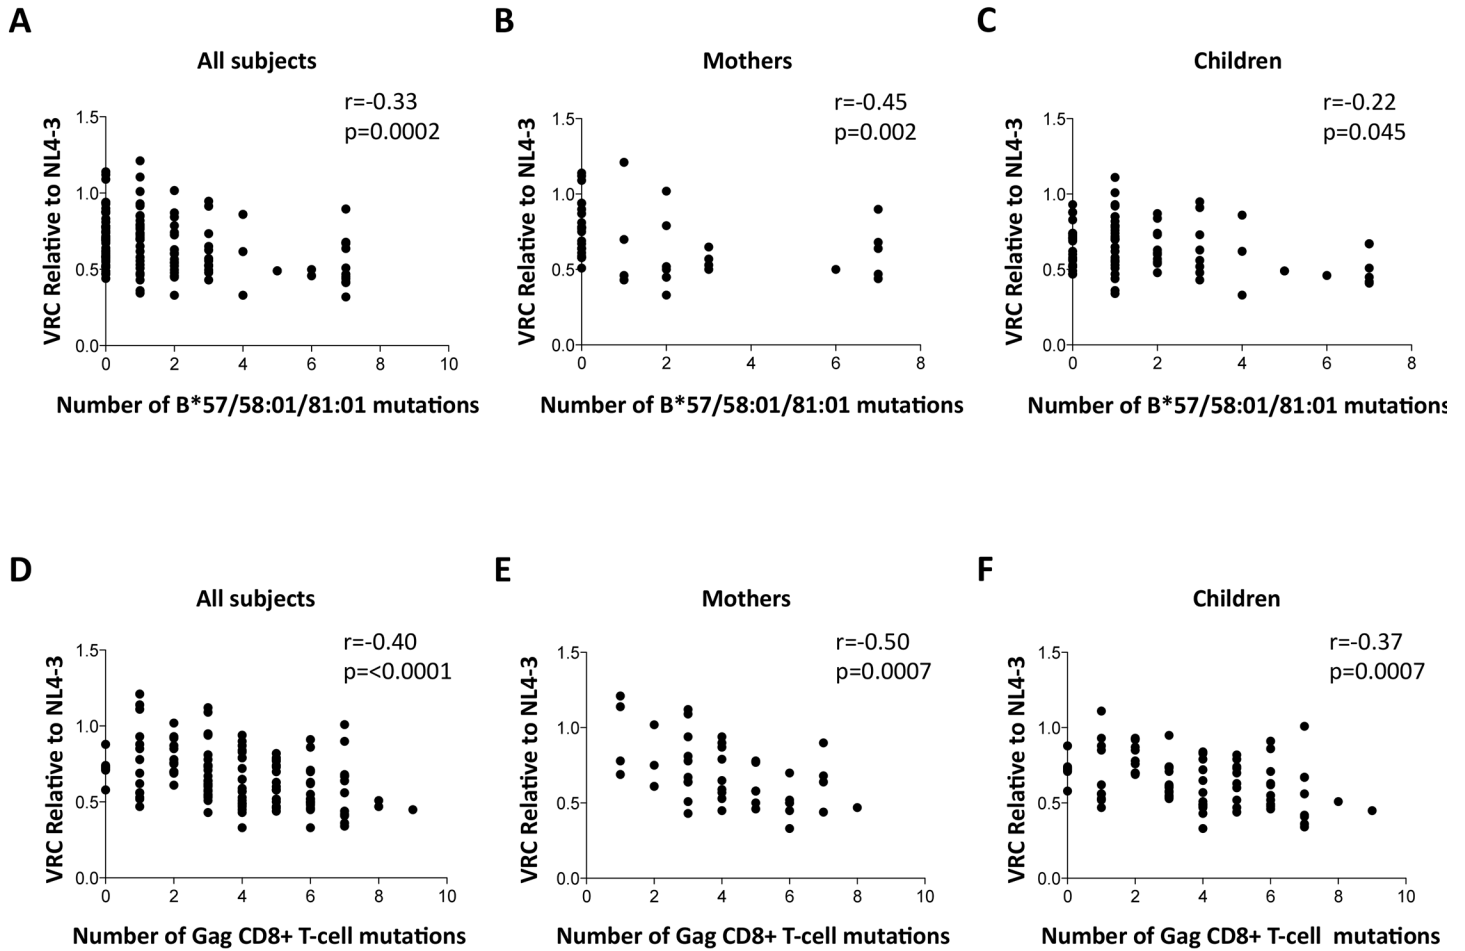 A
All subjects
r=-0.33
p=0.0002
VRC Relative to NL4-3
1.5
1.0
0.5
0.0
0 2 4 6 8 10
Number of B*57/58:01/81:01 mutations
B
Mothers
r=-0.45
p=0.002
VRC Relative to NL4-3
1.5
1.0
0.5
0.0
0 2 4 6 8
Number of B*57/58:01/81:01 mutations
C
Children
r=-0.22
p=0.045
VRC Relative to NL4-3
1.5
1.0
0.5
0.0
0 2 4 6 8
Number of B*57/58:01/81:01 mutations
D
All subjects
r=-0.40
p=<0.0001
VRC Relative to NL4-3
1.5
1.0
0.5
0.0
0 2 4 6 8 10
Number of Gag CD8+ T-cell mutations
E
Mothers
r=-0.50
p=0.0007
VRC Relative to NL4-3
1.5
1.0
0.5
0.0
0 2 4 6 8 10
Number of Gag CD8+ T-cell mutations
F
Children
r=-0.37
p=0.0007
VRC Relative to NL4-3
1.5
1.0
0.5
0.0
0 2 4 6 8 10
Number of Gag CD8+ T-cell mutations